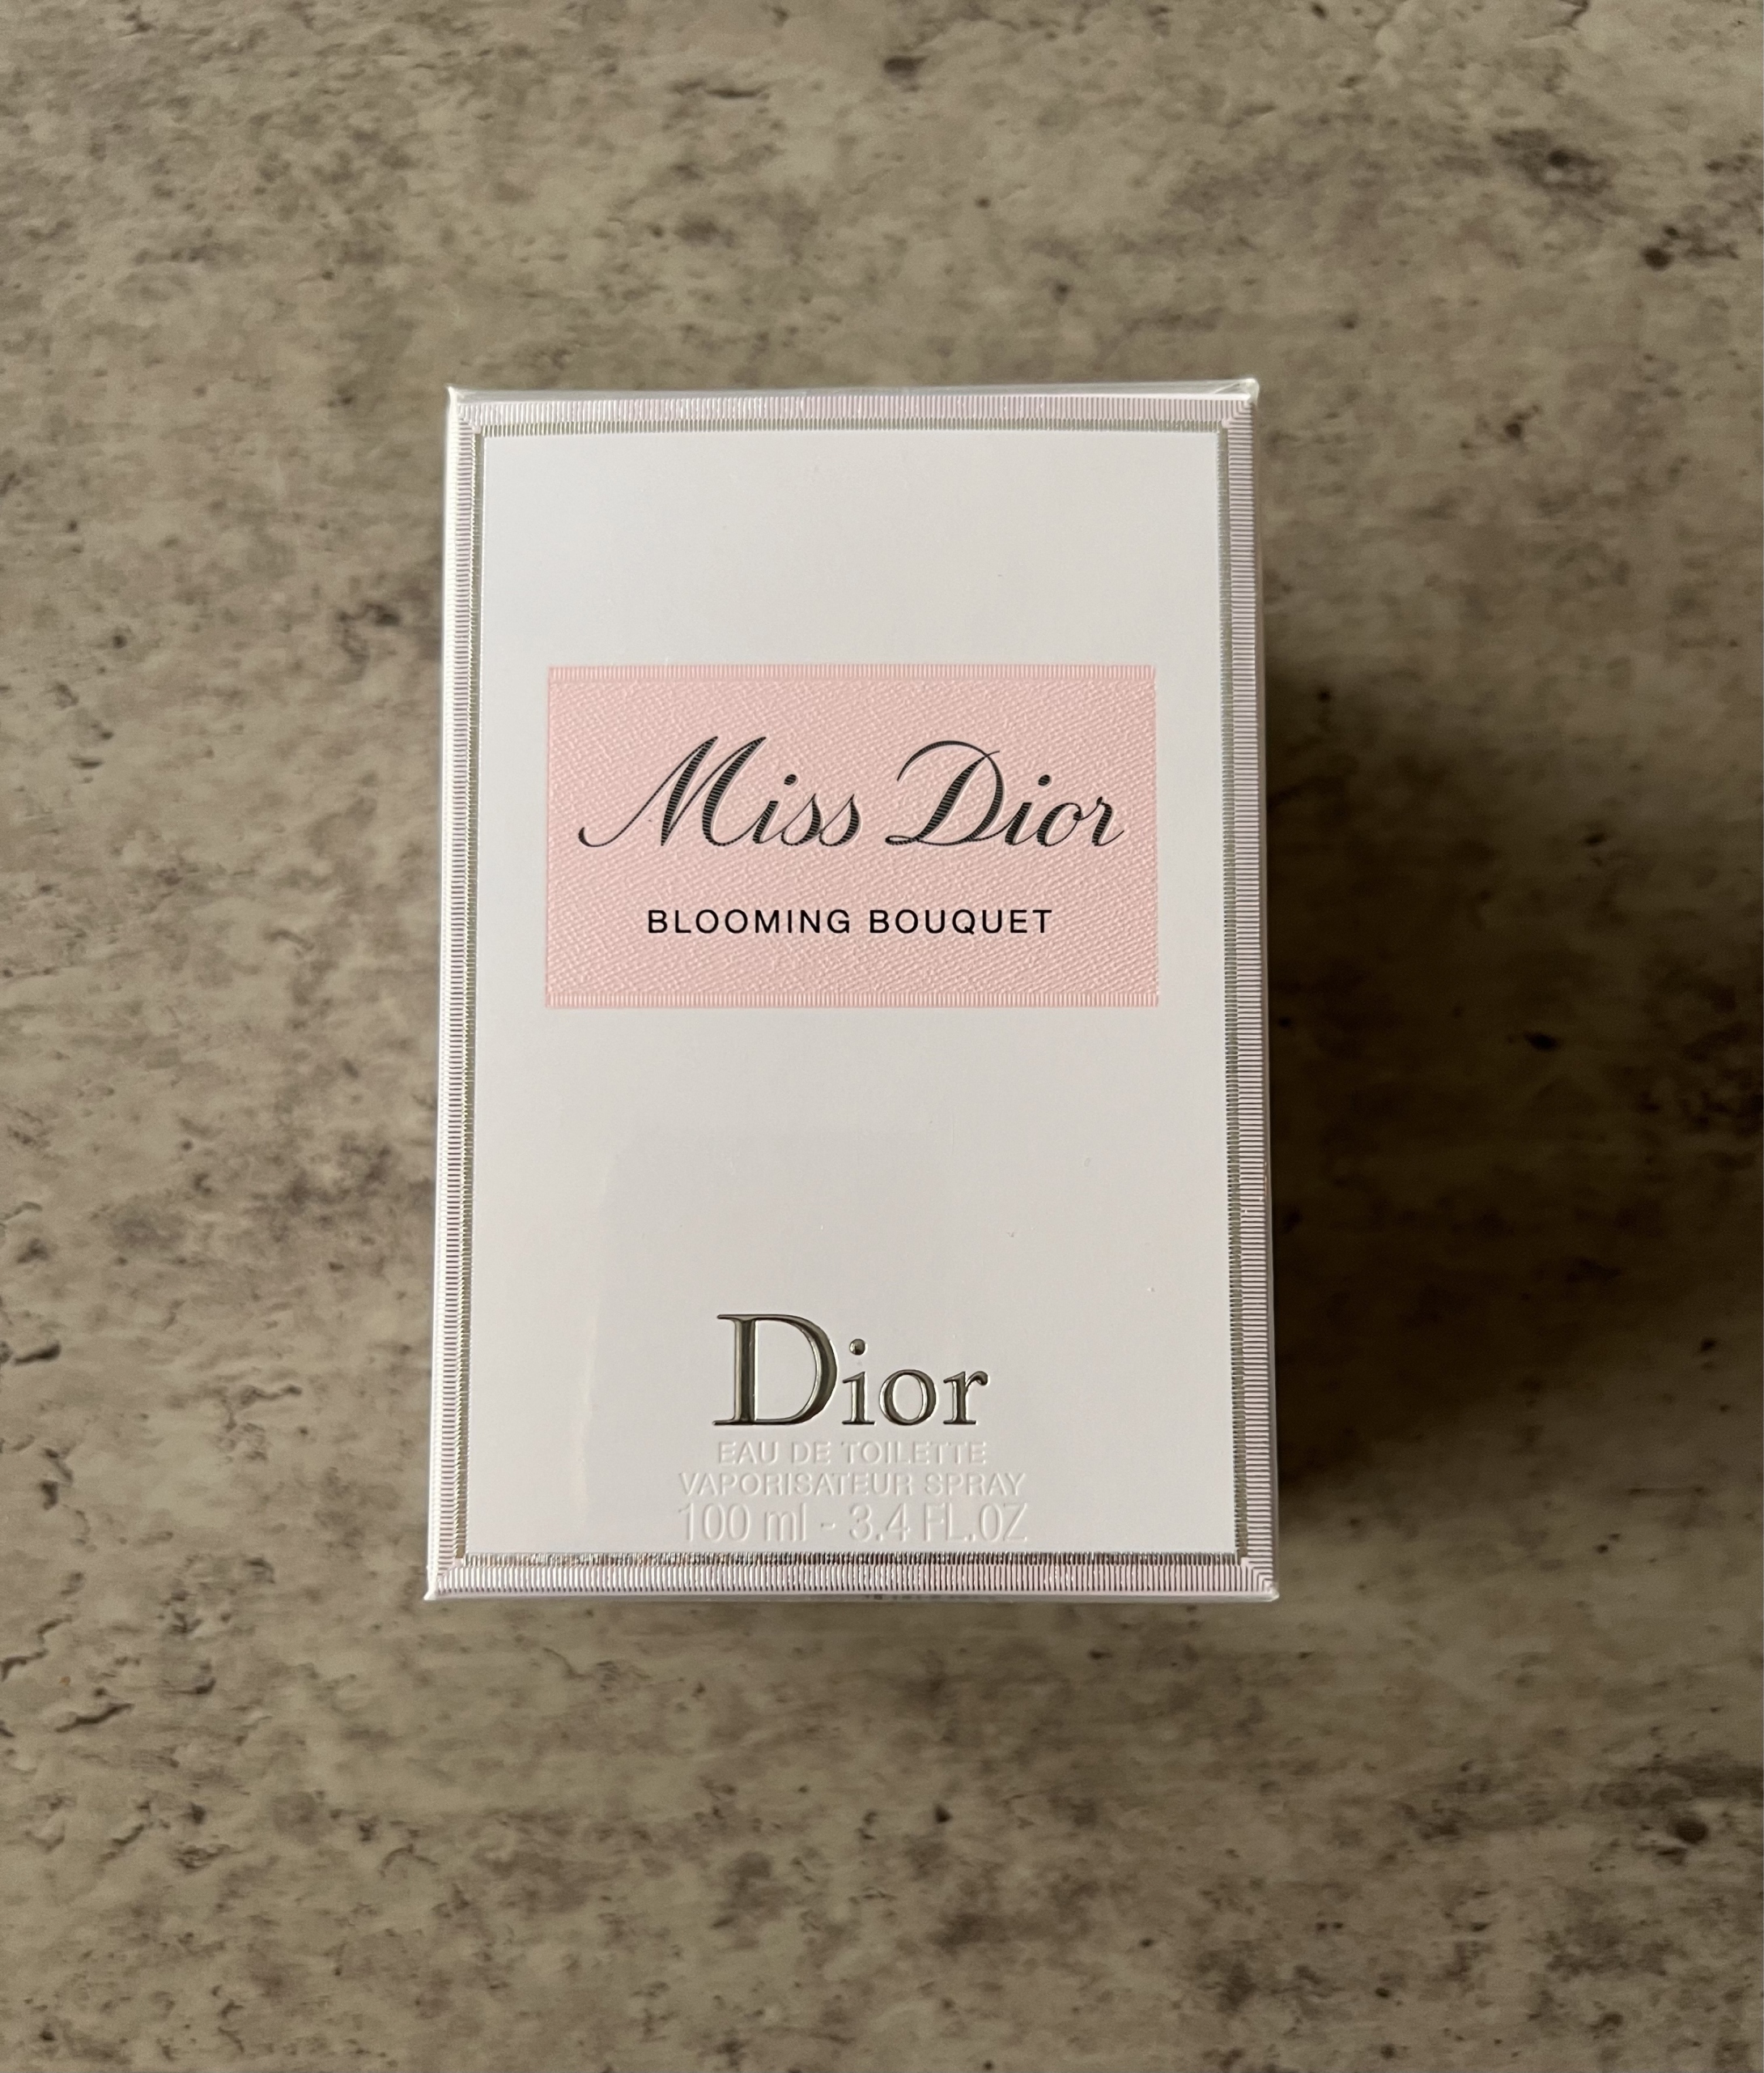 Miss Dior
BLOOMING BOUQUET
Dior
EAU DE TOILETTE
VAPORISATEUR SPRAY
100 ml - 3.4 FL.OZ